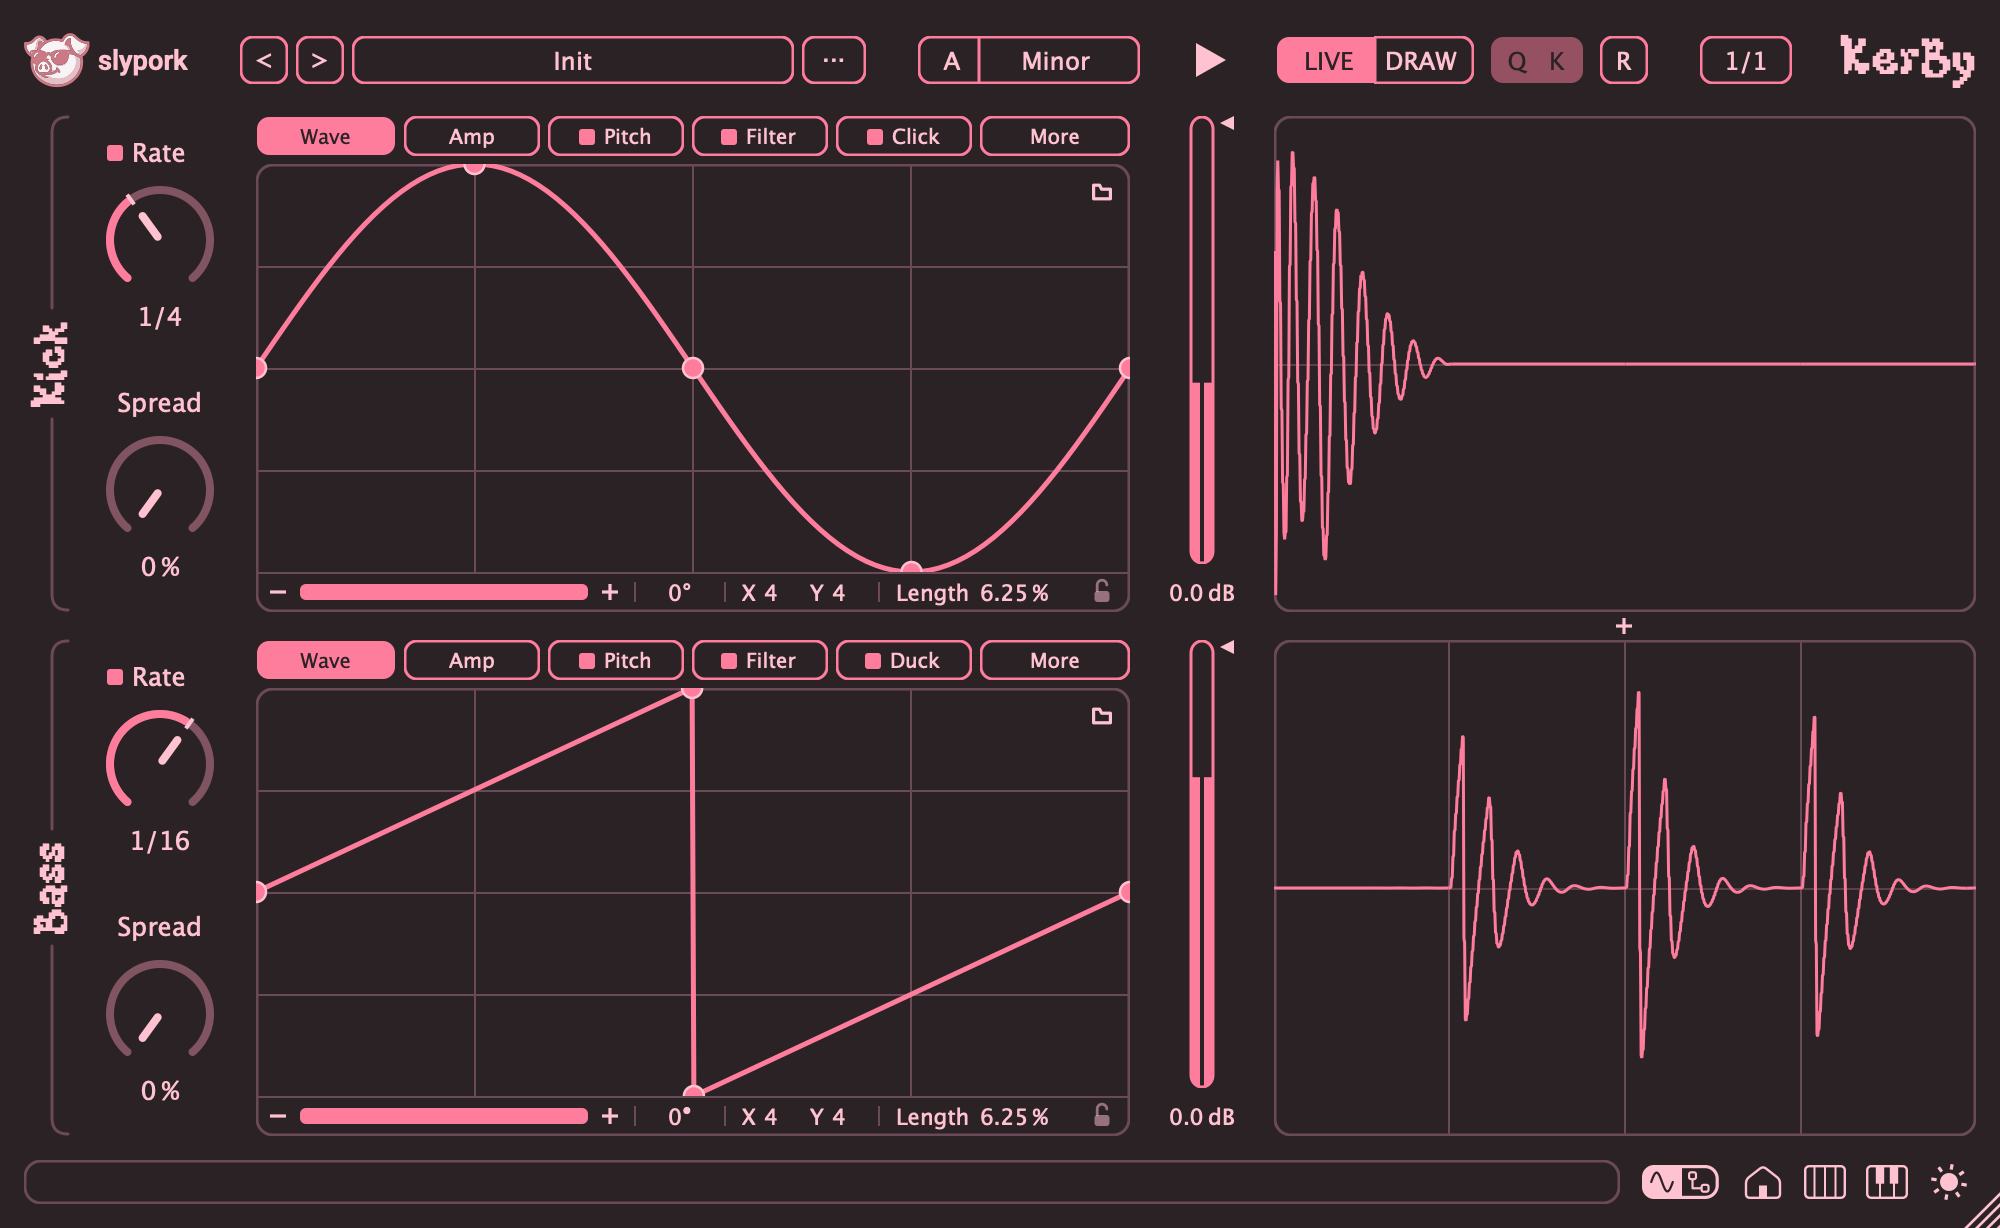 slypork < > Init ... A Minor LIVE DRAW Q K R 1/1 Ker8y
Kick
Rate
1/4
Spread
0%
Wave Amp Pitch Filter Click More
− + 0° X 4 Y 4 Length 6.25%
0.0 dB
+
Bass
Rate
1/16
Spread
0%
Wave Amp Pitch Filter Duck More
− + 0° X 4 Y 4 Length 6.25%
0.0 dB